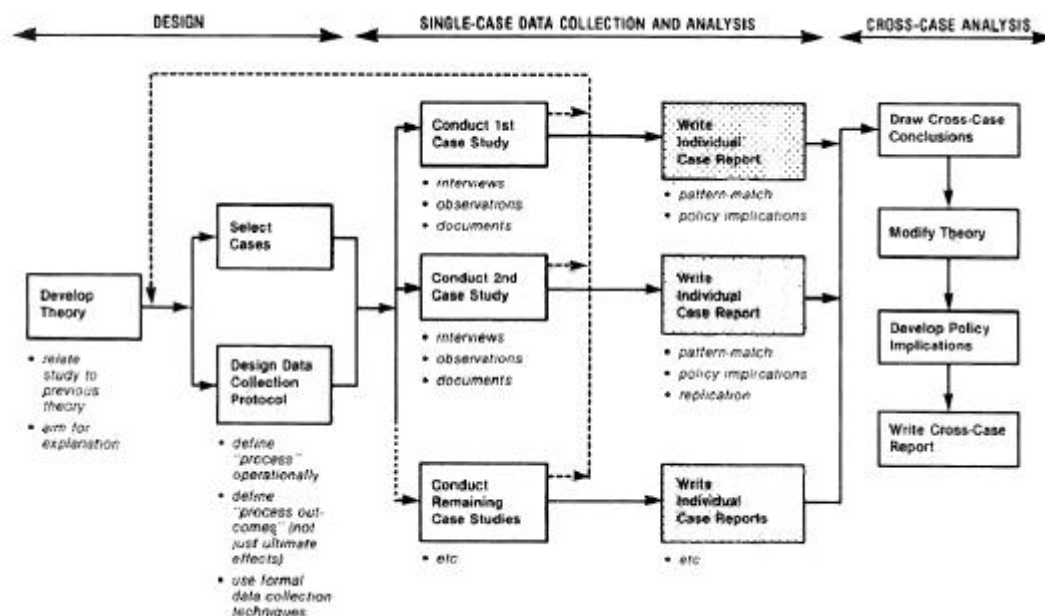 DESIGN
SINGLE-CASE DATA COLLECTION AND ANALYSIS
CROSS-CASE ANALYSIS
Develop
Theory
• relate
study to
previous
theory
• aim for
explanation
Select
Cases
Design Data
Collection
Protocol
• define
"process"
operationally
• define
"process out-
comes" (not
just ultimate
effects)
• use formal
data collection
techniques
Conduct 1st
Case Study
• interviews
• observations
• documents
Conduct 2nd
Case Study
• interviews
• observations
• documents
Conduct
Remaining
Case Studies
• etc
Write
Individual
Case Report
• pattern-match
• policy implications
Write
Individual
Case Report
• pattern-match
• policy implications
• replication
Write
Individual
Case Reports
• etc
Draw Cross-Case
Conclusions
Modify Theory
Develop Policy
Implications
Write Cross-Case
Report